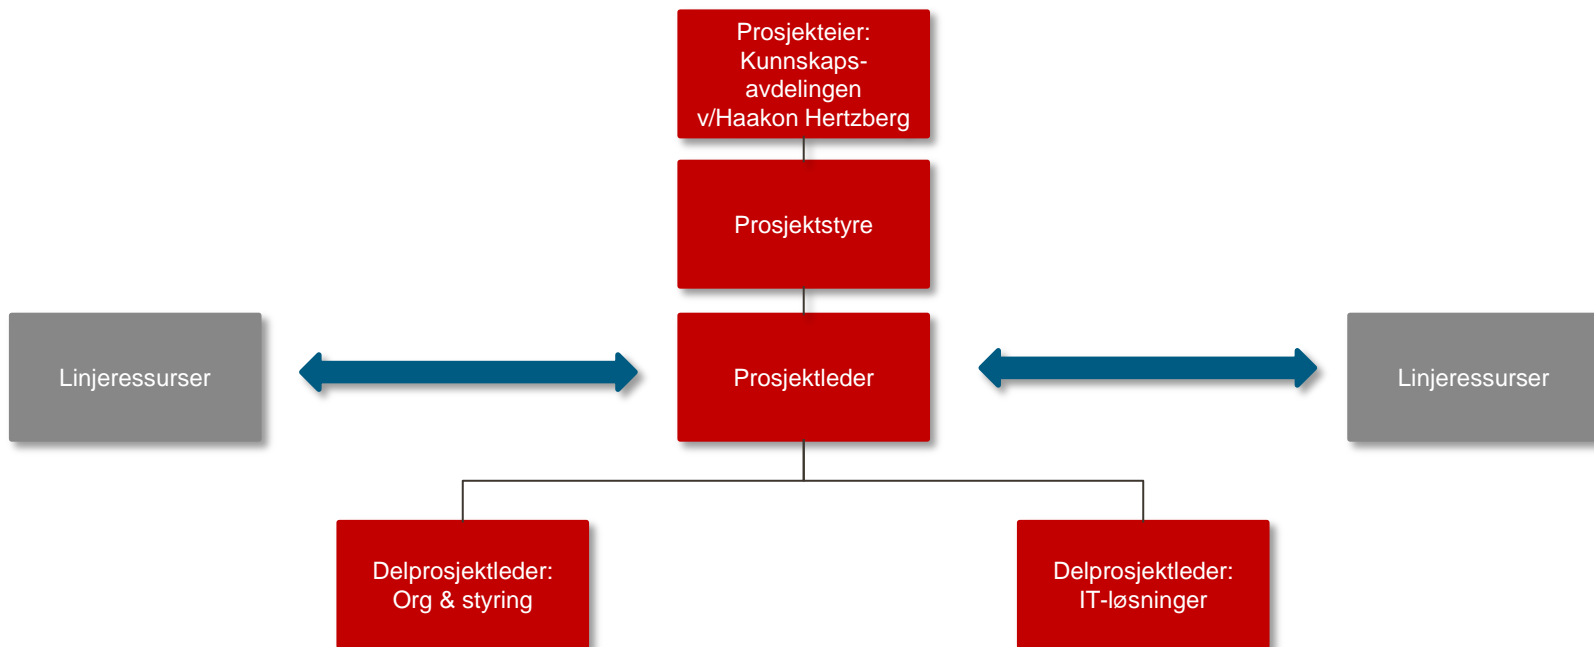 Prosjekteier:
Kunnskaps-
avdelingen
v/Haakon Hertzberg
Prosjektstyre
Linjeressurser
Prosjektleder
Linjeressurser
Delprosjektleder:
Org & styring
Delprosjektleder:
IT-løsninger